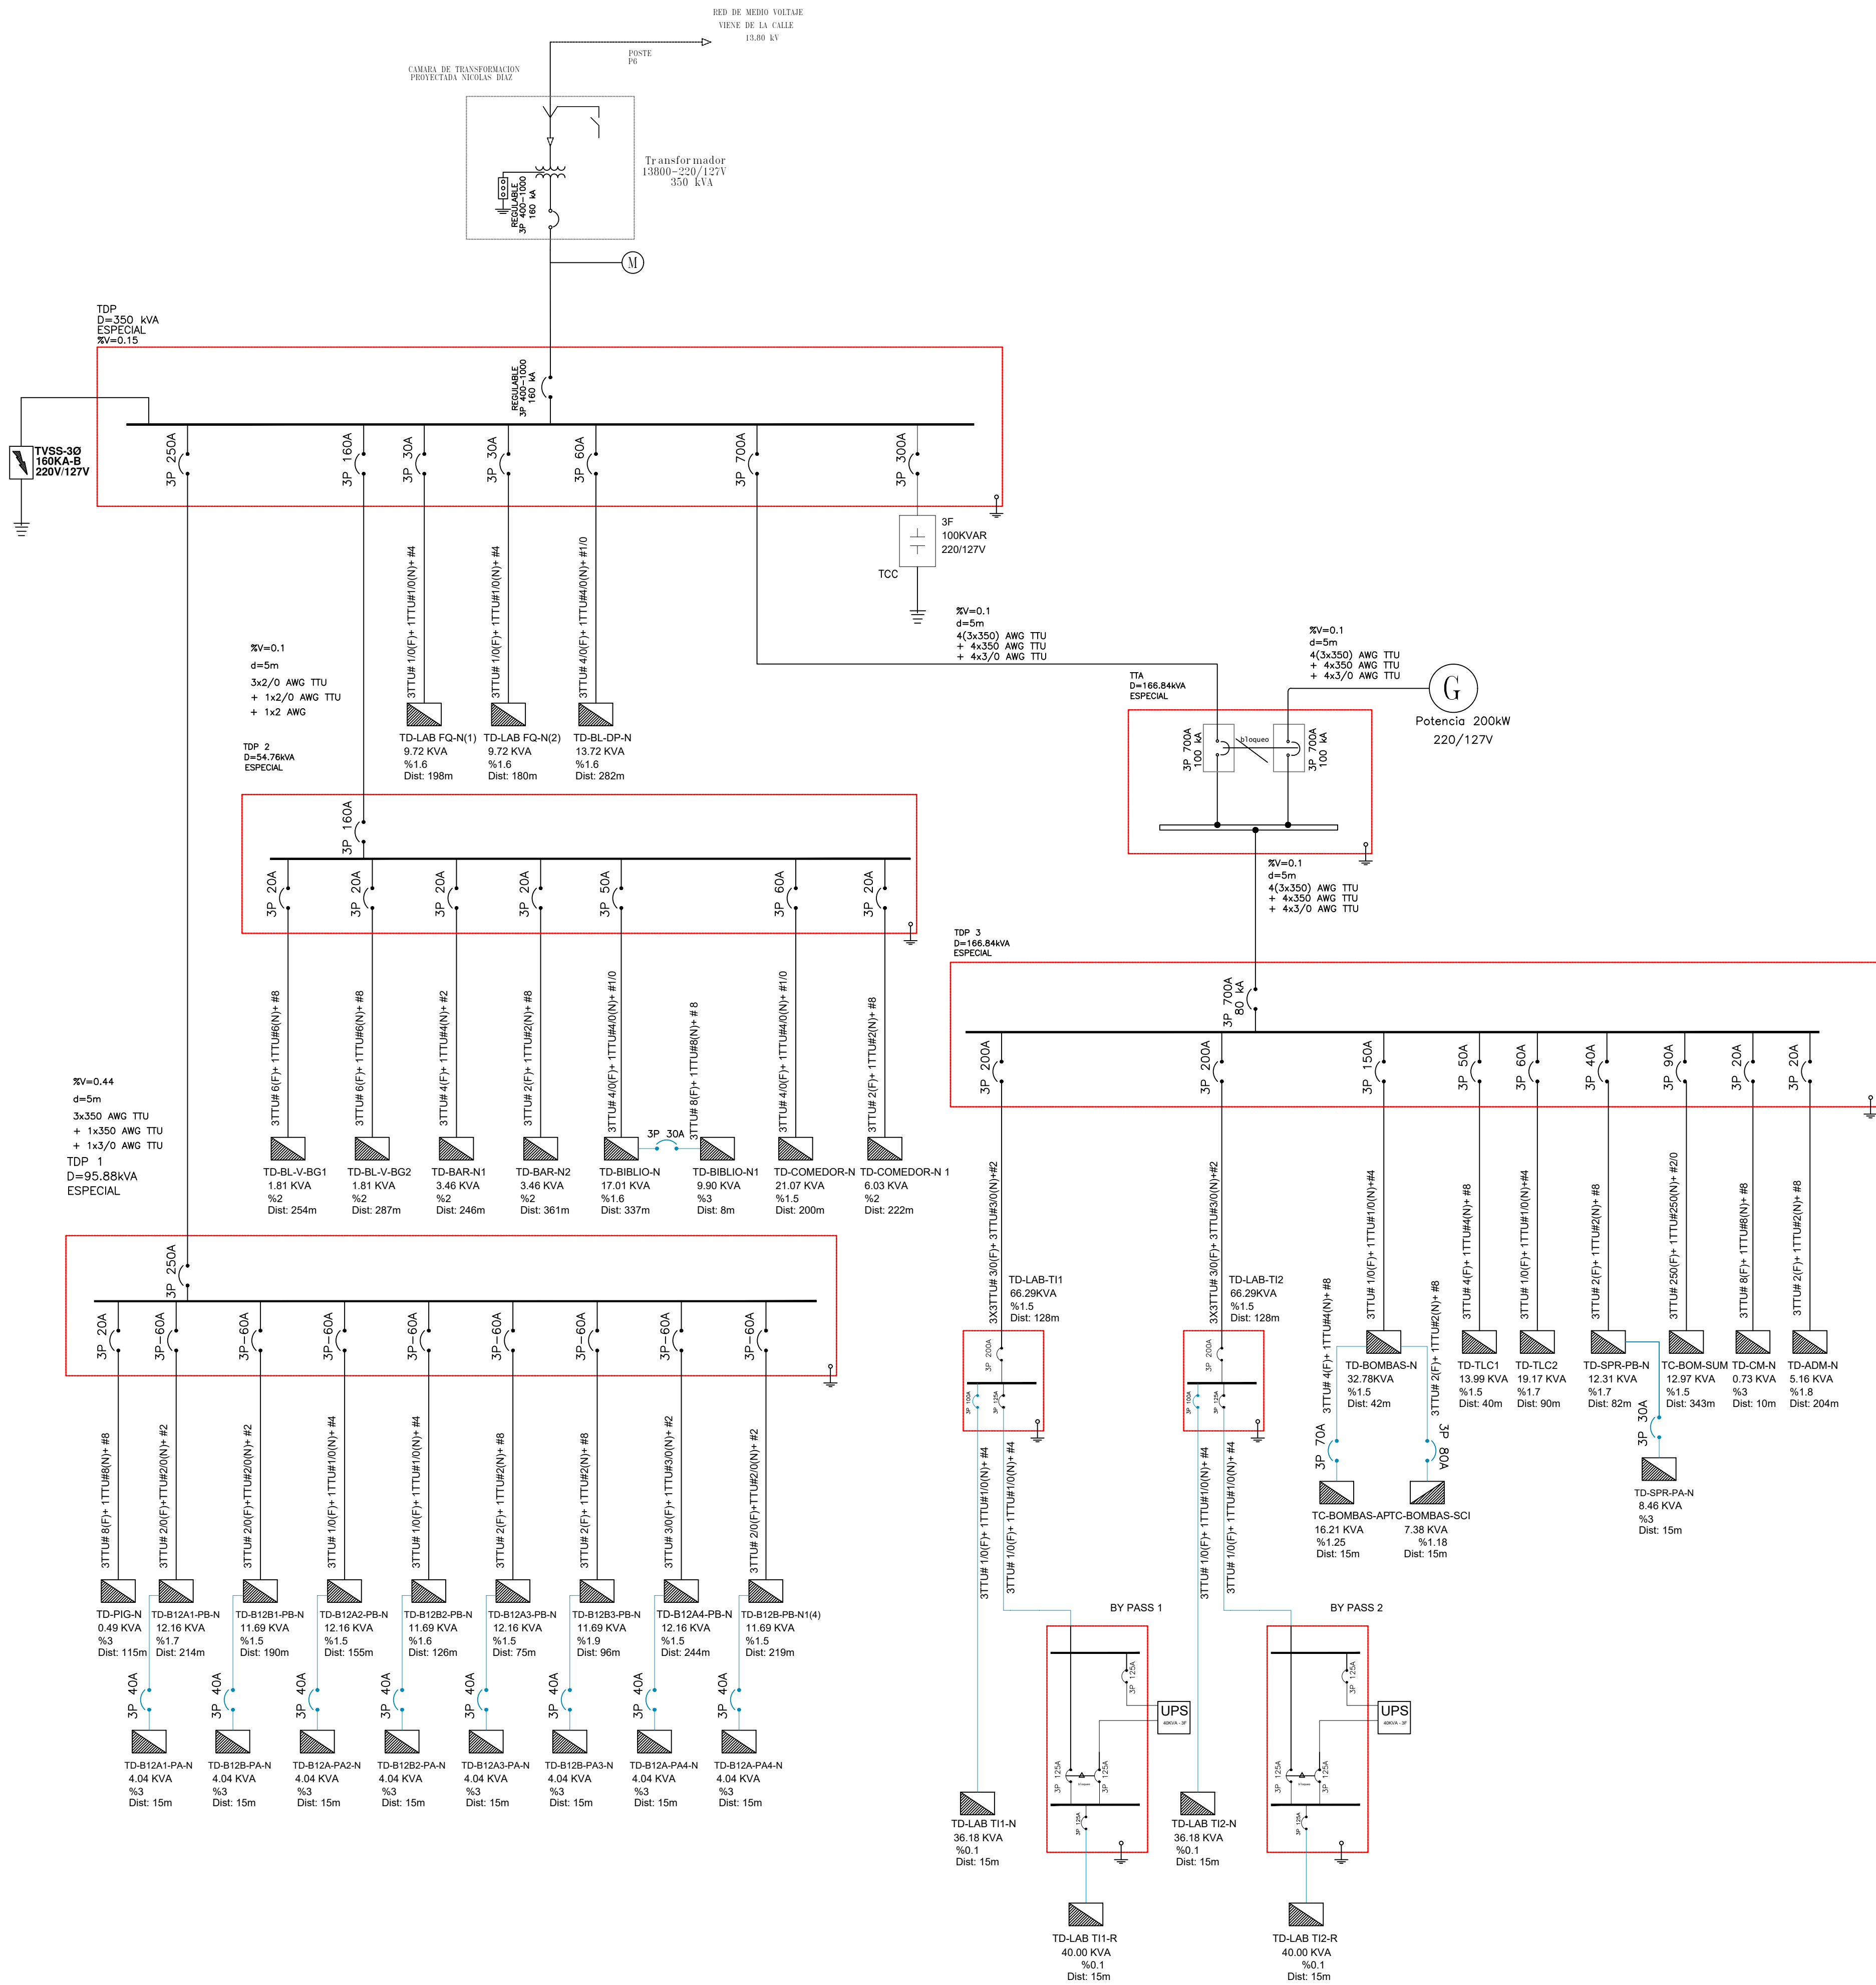 RED DE MEDIO VOLTAJE
VIENE DE LA CALLE
13.80 kV
POSTE
P6
CAMARA DE TRANSFORMACION
PROYECTADA NICOLAS DIAZ
Transformador
13800-220/127V
350 kVA
REGULABLE
3P 400-1000
160 kA
M
TDP
D=350 kVA
ESPECIAL
%V=0.15
REGULABLE
3P 400-1000
160 kA
TVSS-3Ø
160KA-B
220V/127V
3P 250A
3P 160A
3P 30A
3P 30A
3P 60A
3P 700A
3P 300A
3F
100KVAR
220/127V
TCC
3TTU# 1/0(F)+ 1TTU#1/0(N)+ #4
3TTU# 1/0(F)+ 1TTU#1/0(N)+ #4
3TTU# 4/0(F)+ 1TTU#4/0(N)+ #1/0
TD-LAB FQ-N(1)
9.72 KVA
%1.6
Dist: 198m
TD-LAB FQ-N(2)
9.72 KVA
%1.6
Dist: 180m
TD-BL-DP-N
13.72 KVA
%1.6
Dist: 282m
%V=0.1
d=5m
3x2/0 AWG TTU
+ 1x2/0 AWG TTU
+ 1x2 AWG
TDP 2
D=54.76kVA
ESPECIAL
%V=0.1
d=5m
4(3x350) AWG TTU
+ 4x350 AWG TTU
+ 4x3/0 AWG TTU
%V=0.1
d=5m
4(3x350) AWG TTU
+ 4x350 AWG TTU
+ 4x3/0 AWG TTU
G
Potencia 200kW
220/127V
TTA
D=166.84kVA
ESPECIAL
3P 700A
100 kA
bloqueo
3P 700A
100 kA
%V=0.1
d=5m
4(3x350) AWG TTU
+ 4x350 AWG TTU
+ 4x3/0 AWG TTU
3P 160A
3P 20A
3P 20A
3P 20A
3P 20A
3P 50A
3P 60A
3P 20A
3TTU# 6(F)+ 1TTU#6(N)+ #8
3TTU# 6(F)+ 1TTU#6(N)+ #8
3TTU# 4(F)+ 1TTU#4(N)+ #2
3TTU# 2(F)+ 1TTU#2(N)+ #8
3TTU# 4/0(F)+ 1TTU#4/0(N)+ #1/0
3TTU# 8(F)+ 1TTU#8(N)+ # 8
3TTU# 4/0(F)+ 1TTU#4/0(N)+ #1/0
3TTU# 2(F)+ 1TTU#2(N)+ #8
3P 30A
TD-BL-V-BG1
1.81 KVA
%2
Dist: 254m
TD-BL-V-BG2
1.81 KVA
%2
Dist: 287m
TD-BAR-N1
3.46 KVA
%2
Dist: 246m
TD-BAR-N2
3.46 KVA
%2
Dist: 361m
TD-BIBLIO-N
17.01 KVA
%1.6
Dist: 337m
TD-BIBLIO-N1
9.90 KVA
%3
Dist: 8m
TD-COMEDOR-N
21.07 KVA
%1.5
Dist: 200m
TD-COMEDOR-N 1
6.03 KVA
%2
Dist: 222m
TDP 3
D=166.84kVA
ESPECIAL
3P 700A
80 kA
3P 200A
3P 200A
3P 150A
3P 50A
3P 60A
3P 40A
3P 90A
3P 20A
3P 20A
%V=0.44
d=5m
3x350 AWG TTU
+ 1x350 AWG TTU
+ 1x3/0 AWG TTU
TDP 1
D=95.88kVA
ESPECIAL
3P 250A
3P 20A
3P-60A
3P-60A
3P-60A
3P-60A
3P-60A
3P-60A
3P-60A
3P-60A
3TTU# 8(F)+ 1TTU#8(N)+ #8
3TTU# 2/0(F)+TTU#2/0(N)+ #2
3TTU# 2/0(F)+TTU#2/0(N)+ #2
3TTU# 1/0(F)+ 1TTU#1/0(N)+ #4
3TTU# 1/0(F)+ 1TTU#1/0(N)+ #4
3TTU# 2(F)+ 1TTU#2(N)+ #8
3TTU# 2(F)+ 1TTU#2(N)+ #8
3TTU# 3/0(F)+ 1TTU#3/0(N)+ #2
3TTU# 2/0(F)+TTU#2/0(N)+ #2
TD-PIG-N
0.49 KVA
%3
Dist: 115m
TD-B12A1-PB-N
12.16 KVA
%1.7
Dist: 214m
TD-B12B1-PB-N
11.69 KVA
%1.5
Dist: 190m
TD-B12A2-PB-N
12.16 KVA
%1.5
Dist: 155m
TD-B12B2-PB-N
11.69 KVA
%1.6
Dist: 126m
TD-B12A3-PB-N
12.16 KVA
%1.5
Dist: 75m
TD-B12B3-PB-N
11.69 KVA
%1.9
Dist: 96m
TD-B12A4-PB-N
12.16 KVA
%1.5
Dist: 244m
TD-B12B-PB-N1(4)
11.69 KVA
%1.5
Dist: 219m
3P 40A
3P 40A
3P 40A
3P 40A
3P 40A
3P 40A
3P 40A
3P 40A
TD-B12A1-PA-N
4.04 KVA
%3
Dist: 15m
TD-B12B-PA-N
4.04 KVA
%3
Dist: 15m
TD-B12A-PA2-N
4.04 KVA
%3
Dist: 15m
TD-B12B2-PA-N
4.04 KVA
%3
Dist: 15m
TD-B12A3-PA-N
4.04 KVA
%3
Dist: 15m
TD-B12B-PA3-N
4.04 KVA
%3
Dist: 15m
TD-B12A-PA4-N
4.04 KVA
%3
Dist: 15m
TD-B12A-PA4-N
4.04 KVA
%3
Dist: 15m
3X3TTU# 3/0(F)+ 3TTU#3/0(N)+#2
TD-LAB-TI1
66.29KVA
%1.5
Dist: 128m
3P 200A
3P 100A
3P 125A
3TTU# 1/0(F)+ 1TTU#1/0(N)+ #4
3TTU# 1/0(F)+ 1TTU#1/0(N)+ #4
3X3TTU# 3/0(F)+ 3TTU#3/0(N)+#2
TD-LAB-TI2
66.29KVA
%1.5
Dist: 128m
3P 200A
3P 100A
3P 125A
3TTU# 1/0(F)+ 1TTU#1/0(N)+ #4
3TTU# 1/0(F)+ 1TTU#1/0(N)+ #4
3TTU# 1/0(F)+ 1TTU#1/0(N)+#4
3TTU# 4(F)+ 1TTU#4(N)+ #8
3TTU# 1/0(F)+ 1TTU#1/0(N)+#4
3TTU# 2(F)+ 1TTU#2(N)+ #8
3TTU# 250(F)+ 1TTU#250(N)+ #2/0
3TTU# 8(F)+ 1TTU#8(N)+ #8
3TTU# 2(F)+ 1TTU#2(N)+ #8
TD-BOMBAS-N
32.78KVA
%1.5
Dist: 42m
TD-TLC1
13.99 KVA
%1.5
Dist: 40m
TD-TLC2
19.17 KVA
%1.7
Dist: 90m
TD-SPR-PB-N
12.31 KVA
%1.7
Dist: 82m
TC-BOM-SUM
12.97 KVA
%1.5
Dist: 343m
TD-CM-N
0.73 KVA
%3
Dist: 10m
TD-ADM-N
5.16 KVA
%1.8
Dist: 204m
3TTU# 4(F)+ 1TTU#4(N)+ #8
3P 70A
3TTU# 2(F)+ 1TTU#2(N)+ #8
3P 80A
TC-BOMBAS-AP
16.21 KVA
%1.25
Dist: 15m
TC-BOMBAS-SCI
7.38 KVA
%1.18
Dist: 15m
3P 30A
TD-SPR-PA-N
8.46 KVA
%3
Dist: 15m
BY PASS 1
3P 125A
UPS
40KVA - 3F
3P 125A
3P 125A
3P 125A
TD-LAB TI1-N
36.18 KVA
%0.1
Dist: 15m
TD-LAB TI1-R
40.00 KVA
%0.1
Dist: 15m
BY PASS 2
3P 125A
UPS
40KVA - 3F
3P 125A
3P 125A
3P 125A
TD-LAB TI2-N
36.18 KVA
%0.1
Dist: 15m
TD-LAB TI2-R
40.00 KVA
%0.1
Dist: 15m